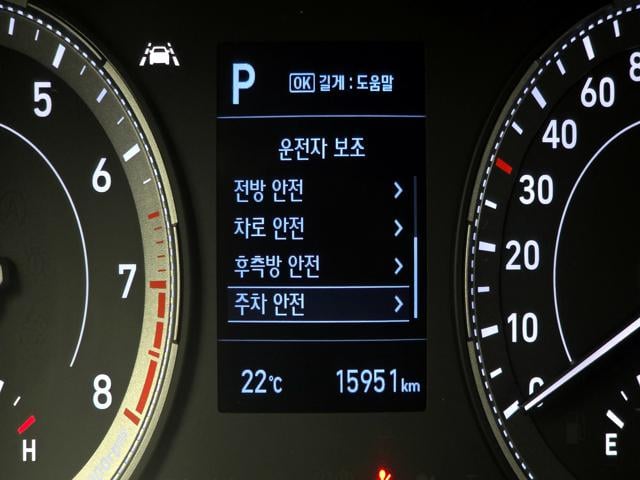 P OK 길게 : 도움말
운전자 보조
전방 안전
차로 안전
후측방 안전
주차 안전
22°C 15951 km
5
6
7
8
H
8
60
40
30
20
10
0
E